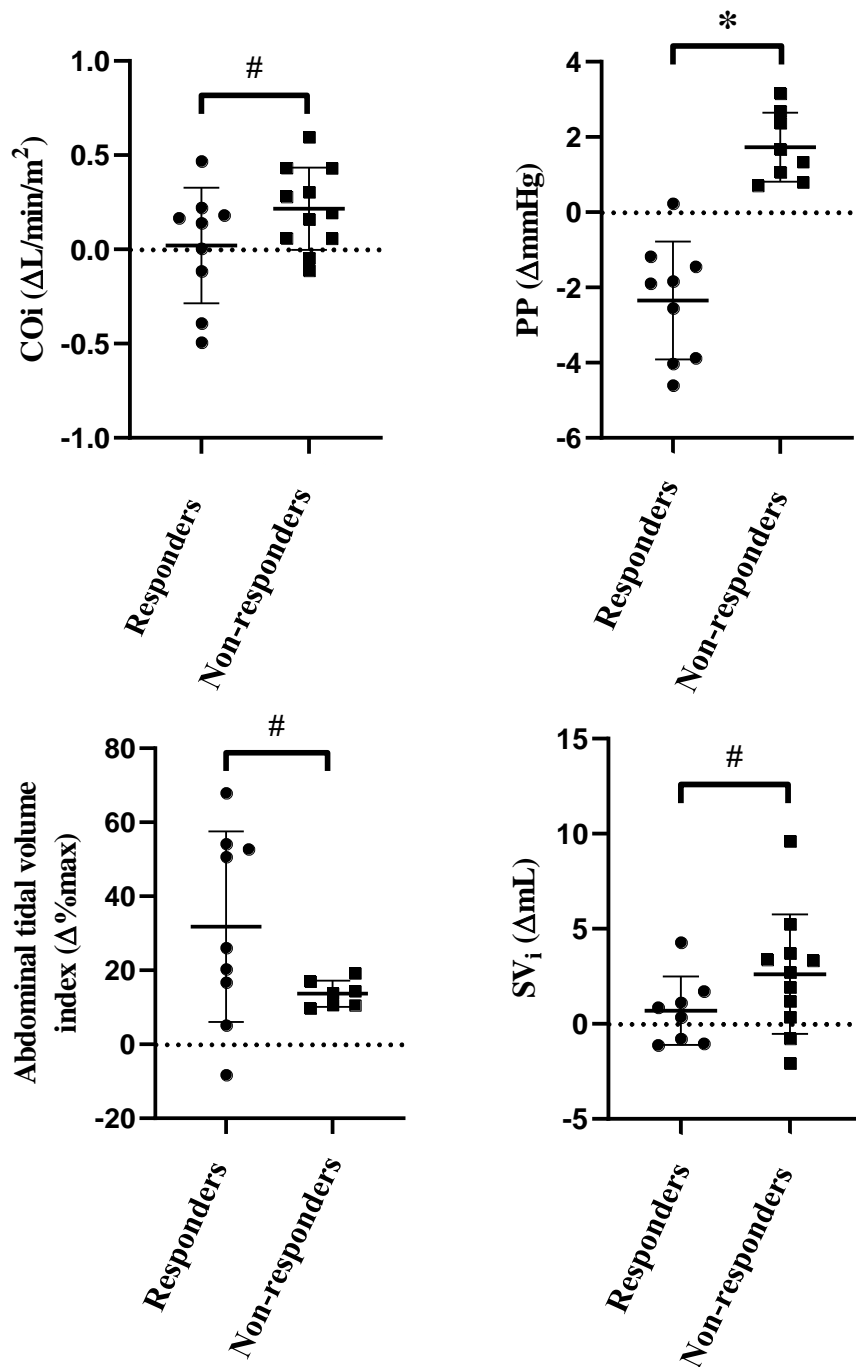 #
1.0
0.5
0.0
-0.5
-1.0
COi (ΔL/min/m²)
Responders
Non-responders
*
4
2
0
-2
-4
-6
PP (ΔmmHg)
Responders
Non-responders
#
80
60
40
20
0
-20
Abdominal tidal volume
index (Δ%max)
Responders
Non-responders
#
15
10
5
0
-5
SVᵢ (ΔmL)
Responders
Non-responders